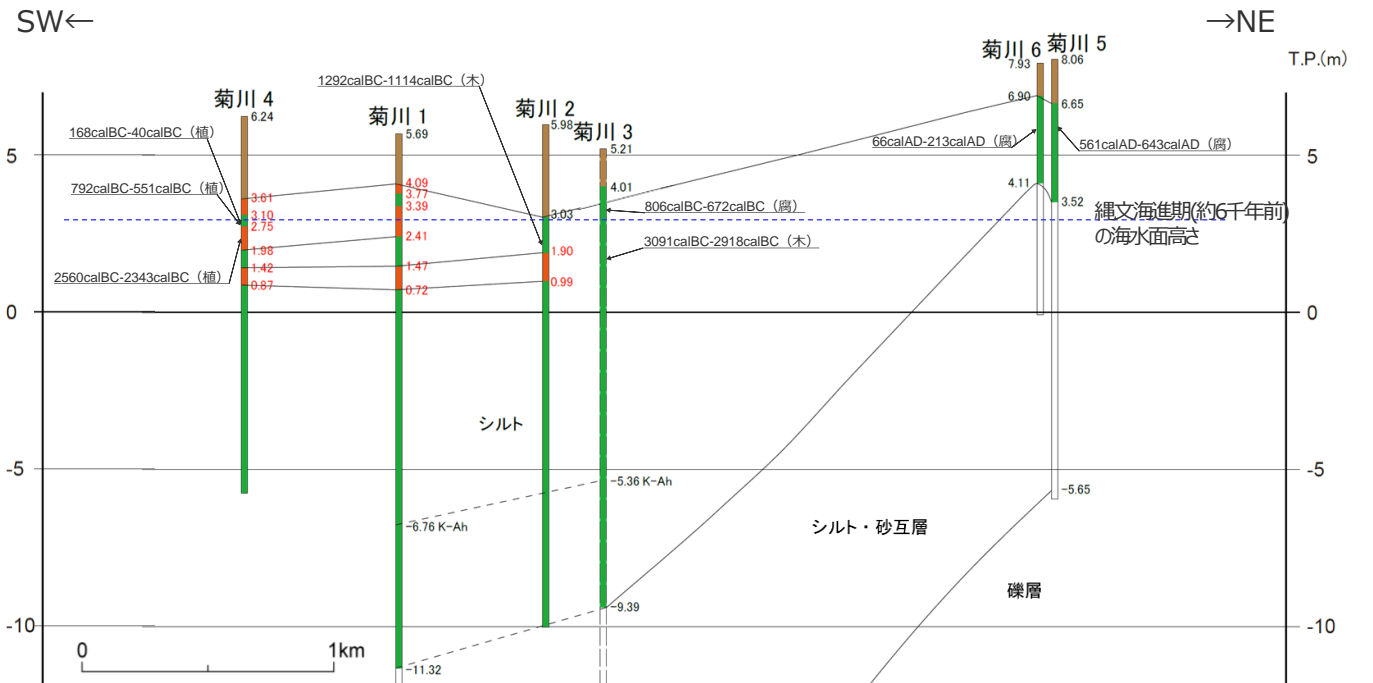 SW←
→NE
T.P.(m)
菊川 4
6.24
菊川 1
5.69
菊川 2
5.98
菊川 3
5.21
菊川 6
7.93
菊川 5
8.06
1292calBC-1114calBC（木）
168calBC-40calBC（植）
792calBC-551calBC（植）
2560calBC-2343calBC（植）
66calAD-213calAD（腐）
561calAD-643calAD（腐）
806calBC-672calBC（腐）
3091calBC-2918calBC（木）
縄文海進期(約6千年前)
の海水面高さ
3.61
3.10
2.75
1.98
1.42
0.87
4.09
3.77
3.39
2.41
1.47
0.72
-6.76 K-Ah
-11.32
3.03
1.90
0.99
4.01
-5.36 K-Ah
-9.39
6.90
4.11
6.65
3.52
-5.65
シルト
シルト・砂互層
礫層
5
0
-5
-10
5
0
-5
-10
0
1km